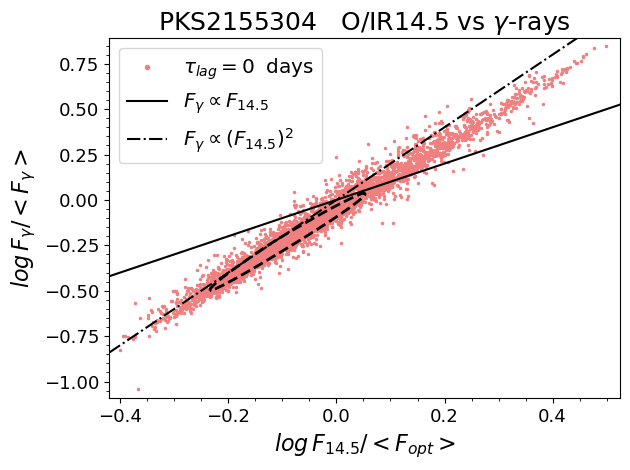 PKS2155304 O/IR14.5 vs γ-rays
τ_lag = 0 days
F_γ ∝ F_14.5
F_γ ∝ (F_14.5)^2
log F_γ/ < F_γ >
0.75
0.50
0.25
0.00
−0.25
−0.50
−0.75
−1.00
−0.4 −0.2 0.0 0.2 0.4
log F_14.5/ < F_opt >